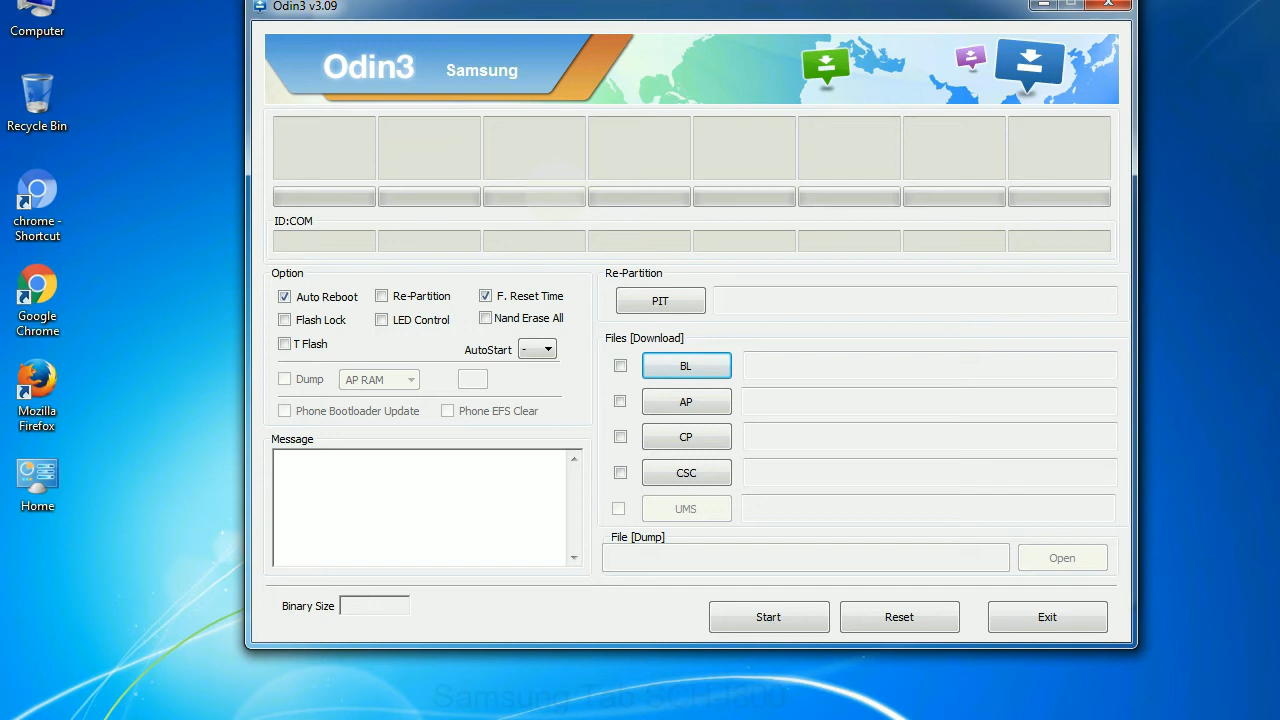 Odin3 v3.09
Computer
Recycle Bin
chrome -
Shortcut
Google
Chrome
Mozilla
Firefox
Home
Odin3 Samsung
ID:COM
Option
Auto Reboot Re-Partition F. Reset Time
Flash Lock LED Control Nand Erase All
T Flash AutoStart -
Dump AP RAM
Phone Bootloader Update Phone EFS Clear
Message
Re-Partition
PIT
Files [Download]
BL
AP
CP
CSC
UMS
File [Dump]
Open
Binary Size
Start Reset Exit
Samsung Tab SCH-I800